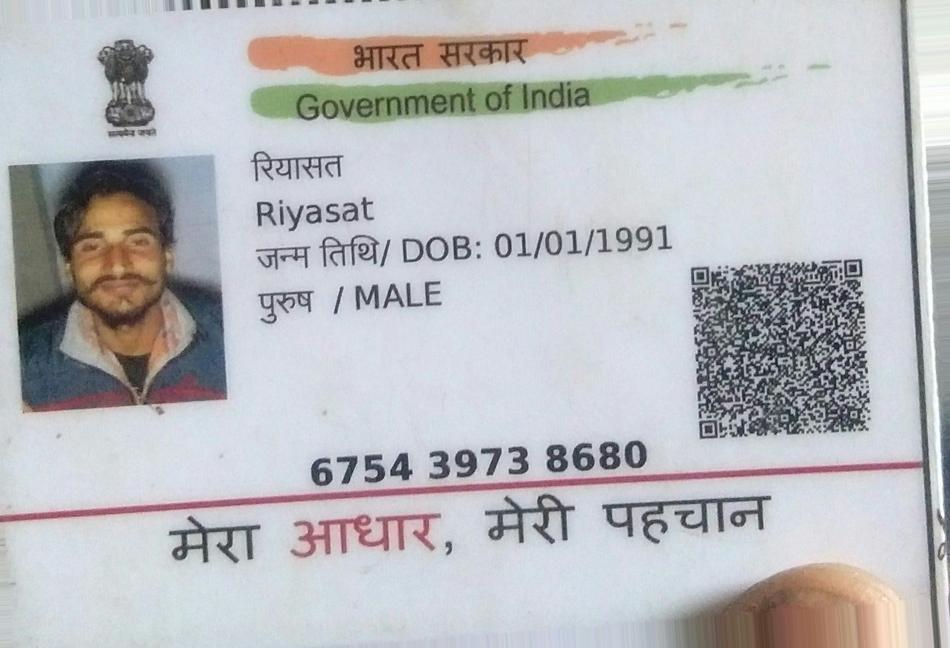 भारत सरकार
Government of India
सत्यमेव जयते
रियासत
Riyasat
जन्म तिथि/ DOB: 01/01/1991
पुरुष / MALE
6754 3973 8680
मेरा आधार, मेरी पहचान